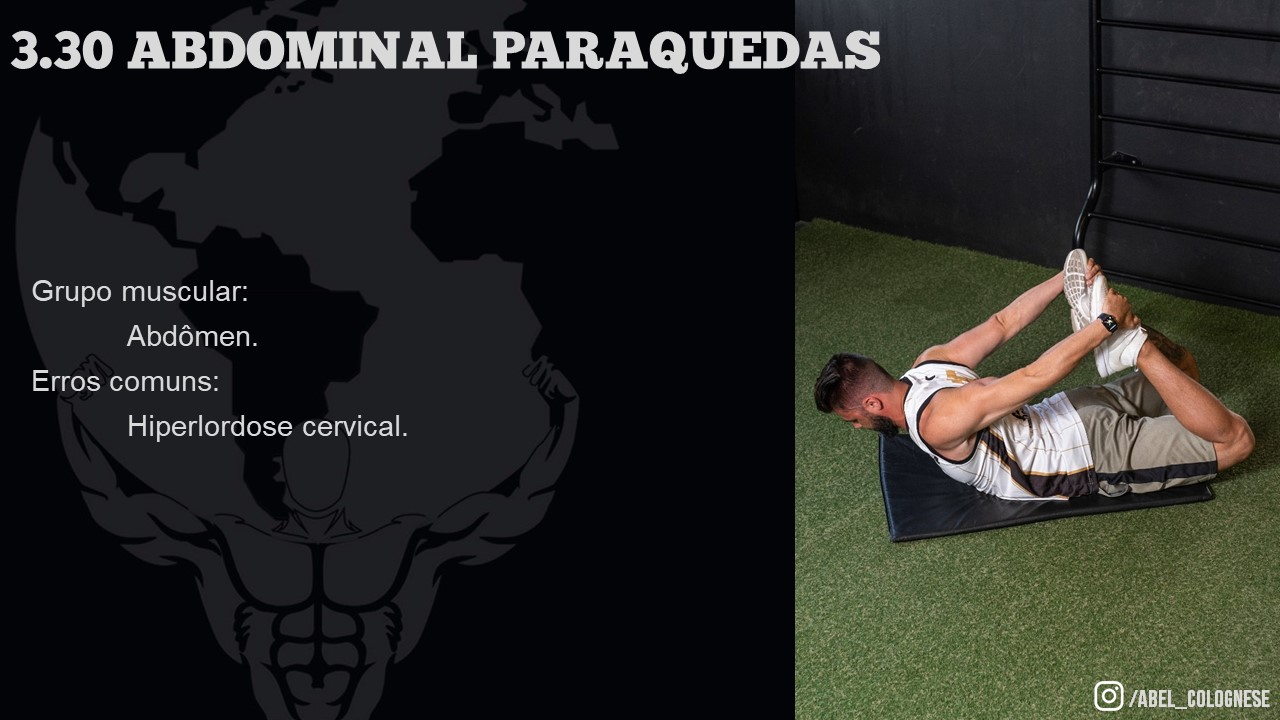 3.30 ABDOMINAL PARAQUEDAS
Grupo muscular:
Abdômen.
Erros comuns:
Hiperlordose cervical.
/ABEL_COLOGNESE